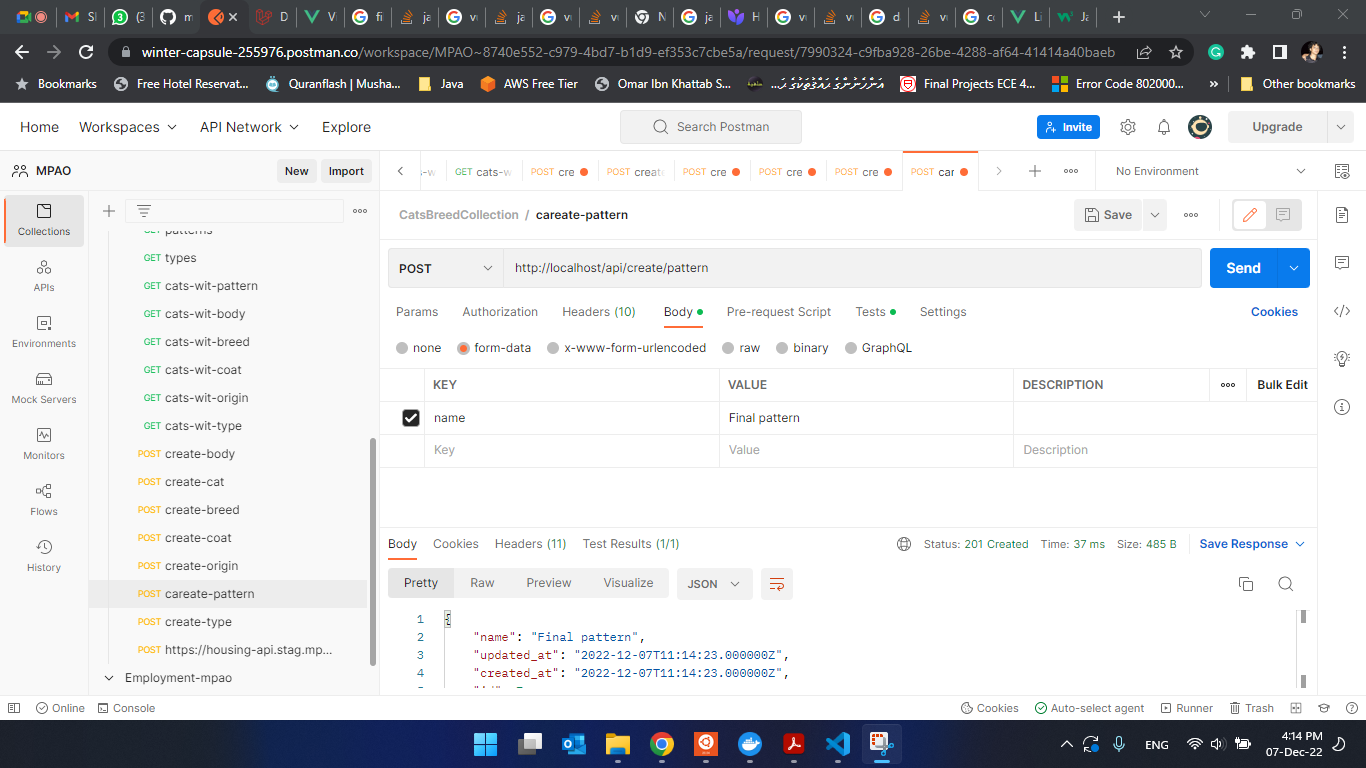 winter-capsule-255976.postman.co/workspace/MPAO~8740e552-c979-4bd7-b1d9-ef353c7cbe5a/request/7990324-c9fba928-26be-4288-af64-41414a40baeb
Bookmarks Free Hotel Reservat... Quranflash | Musha... Java AWS Free Tier Omar Ibn Khattab S... Final Projects ECE 4... Error Code 802000... » Other bookmarks
Home Workspaces API Network Explore Search Postman Invite Upgrade
MPAO New Import
GET cats-w POST cre POST create POST cre POST cre POST cre POST car No Environment
Collections
APIs
Environments
Mock Servers
Monitors
Flows
History
GET patterns
GET types
GET cats-wit-pattern
GET cats-wit-body
GET cats-wit-breed
GET cats-wit-coat
GET cats-wit-origin
GET cats-wit-type
POST create-body
POST create-cat
POST create-breed
POST create-coat
POST create-origin
POST careate-pattern
POST create-type
POST https://housing-api.stag.mp...
Employment-mpao
CatsBreedCollection / careate-pattern Save
POST http://localhost/api/create/pattern Send
Params Authorization Headers (10) Body Pre-request Script Tests Settings Cookies
none form-data x-www-form-urlencoded raw binary GraphQL
KEY VALUE DESCRIPTION Bulk Edit
name Final pattern
Key Value Description
Body Cookies Headers (11) Test Results (1/1) Status: 201 Created Time: 37 ms Size: 485 B Save Response
Pretty Raw Preview Visualize JSON
1 {
2 "name": "Final pattern",
3 "updated_at": "2022-12-07T11:14:23.000000Z",
4 "created_at": "2022-12-07T11:14:23.000000Z",
Online Console Cookies Auto-select agent Runner Trash
ENG 4:14 PM
07-Dec-22